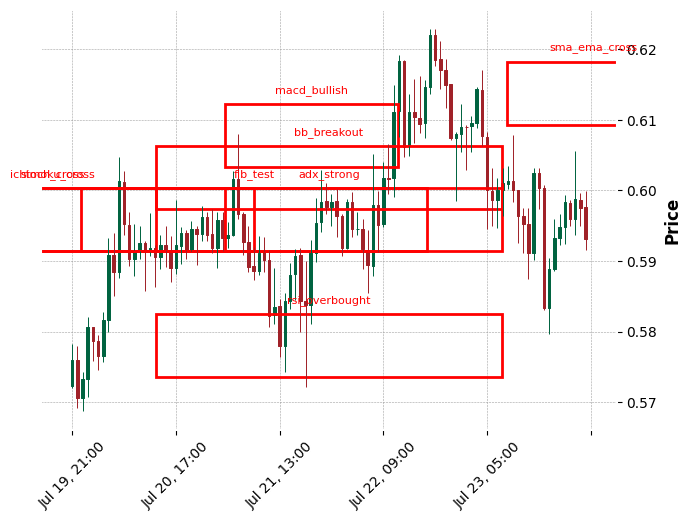 sma_ema_cross
0.62
macd_bullish
0.61
bb_breakout
fib_test
adx_strong
0.60
Price
0.59
rsi_overbought
0.58
0.57
Jul 19, 21:00
Jul 20, 17:00
Jul 21, 13:00
Jul 22, 09:00
Jul 23, 05:00